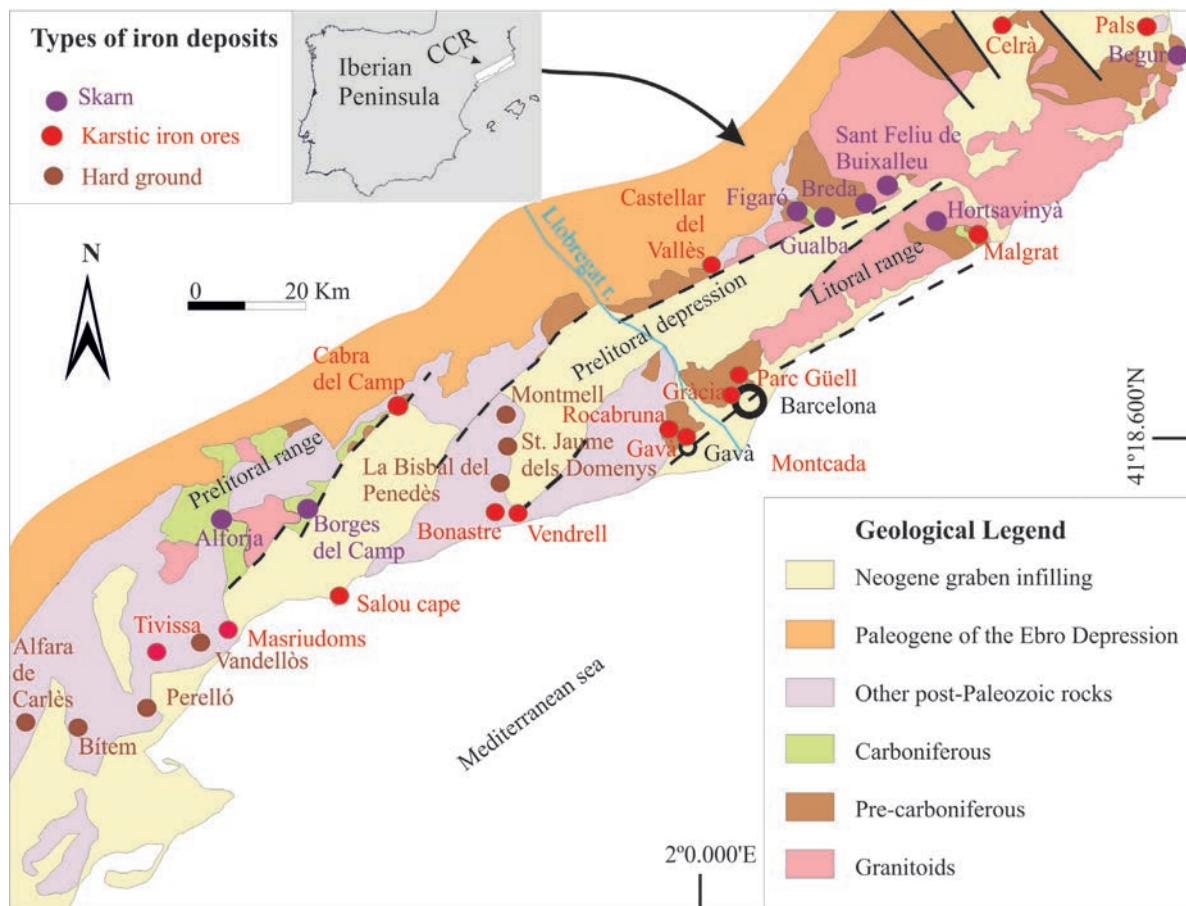 Types of iron deposits
Skarn
Karstic iron ores
Hard ground
CCR
Iberian
Peninsula
N
0 20 Km
Llobregat r.
Celrà
Pals
Begur
Sant Feliu de
Buixalleu
Castellar
del
Vallès
Figaró
Breda
Gualba
Hortsavinyà
Malgrat
Litoral range
Prelitoral depression
Cabra
del Camp
Montmell
Rocabruna
Gràcia
Parc Güell
Barcelona
St. Jaume
dels Domenys
Gavà
Gavà
Montcada
La Bisbal del
Penedès
Prelitoral range
Bonastre
Vendrell
Alforja
Borges
del Camp
Salou cape
Tivissa
Masriudoms
Vandellòs
Alfara
de
Carlès
Perelló
Bítem
Mediterranean sea
41º18.600'N
2º0.000'E
Geological Legend
Neogene graben infilling
Paleogene of the Ebro Depression
Other post-Paleozoic rocks
Carboniferous
Pre-carboniferous
Granitoids